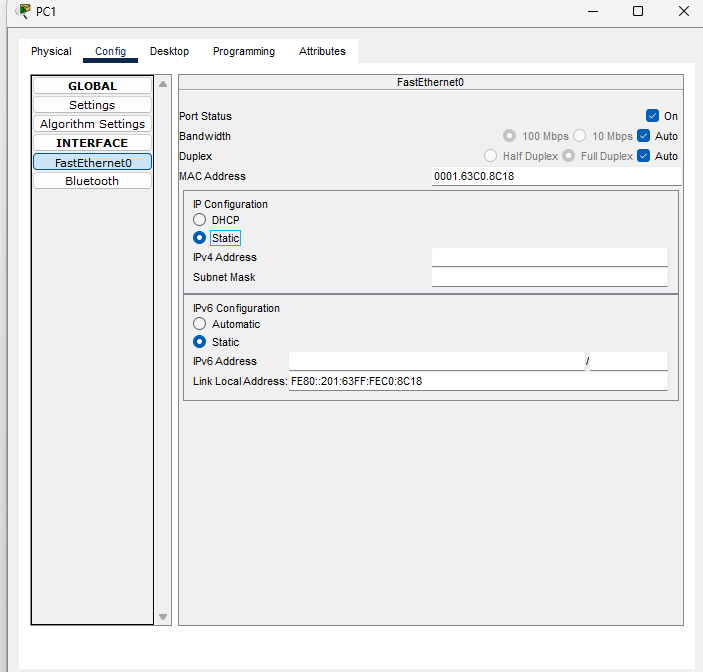 PC1
Physical Config Desktop Programming Attributes
GLOBAL
Settings
Algorithm Settings
INTERFACE
FastEthernet0
Bluetooth
FastEthernet0
Port Status On
Bandwidth 100 Mbps 10 Mbps Auto
Duplex Half Duplex Full Duplex Auto
MAC Address 0001.63C0.8C18
IP Configuration
DHCP
Static
IPv4 Address
Subnet Mask
IPv6 Configuration
Automatic
Static
IPv6 Address /
Link Local Address: FE80::201:63FF:FEC0:8C18